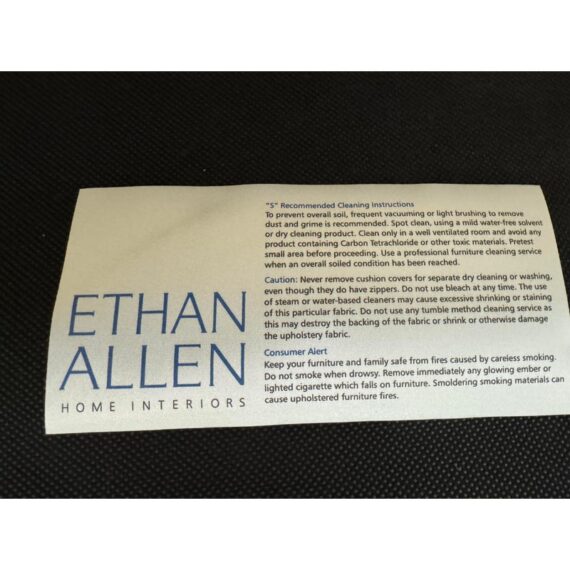 ETHAN
ALLEN
HOME INTERIORS
"S" Recommended Cleaning Instructions
To prevent overall soil, frequent vacuuming or light brushing to remove
dust and grime is recommended. Spot clean, using a mild water-free solvent
or dry cleaning product. Clean only in a well ventilated room and avoid any
product containing Carbon Tetrachloride or other toxic materials. Pretest
small area before proceeding. Use a professional furniture cleaning service
when an overall soiled condition has been reached.
Caution: Never remove cushion covers for separate dry cleaning or washing,
even though they do have zippers. Do not use bleach at any time. The use
of steam or water-based cleaners may cause excessive shrinking or staining
of this particular fabric. Do not use any tumble method cleaning service as
this may destroy the backing of the fabric or shrink or otherwise damage
the upholstery fabric.
Consumer Alert
Keep your furniture and family safe from fires caused by careless smoking.
Do not smoke when drowsy. Remove immediately any glowing ember or
lighted cigarette which falls on furniture. Smoldering smoking materials can
cause upholstered furniture fires.